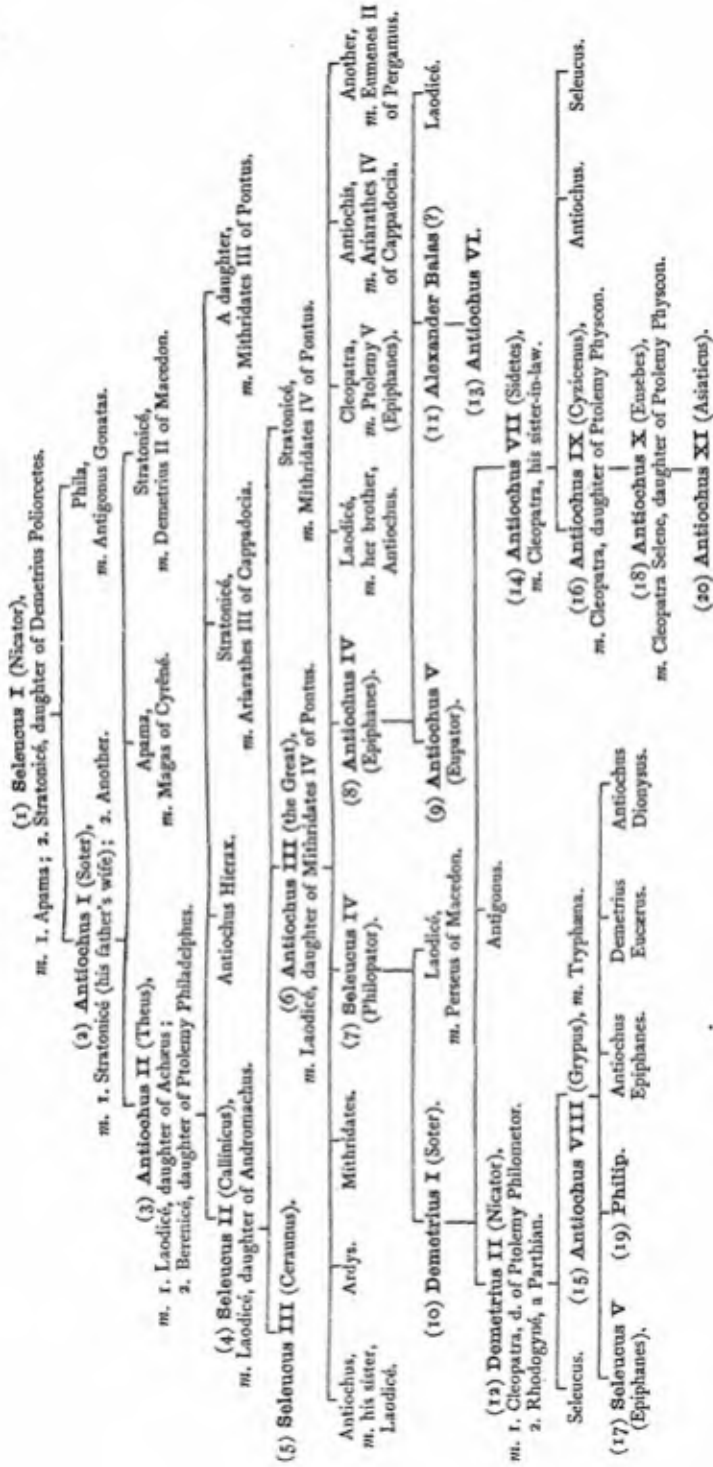 (1) Seleucus I (Nicator),
m. 1. Apama; 2. Stratonicé, daughter of Demetrius Poliorcetes.
(2) Antiochus I (Soter),
m. 1. Stratonicé (his father's wife); 2. Another.
Phila,
m. Antigonus Gonatas.
(3) Antiochus II (Theus),
m. 1. Laodicé, daughter of Achæus;
2. Berenicé, daughter of Ptolemy Philadelphus.
Apama,
m. Magas of Cyrêné.
Stratonicé,
m. Demetrius II of Macedon.
(4) Seleucus II (Callinicus),
m. Laodicé, daughter of Andromachus.
Antiochus Hierax.
Stratonicé,
m. Ariarathes III of Cappadocia.
A daughter,
m. Mithridates III of Pontus.
(5) Seleucus III (Ceraunus).
(6) Antiochus III (the Great),
m. Laodicé, daughter of Mithridates IV of Pontus.
Stratonicé,
m. Mithridates IV of Pontus.
Antiochus,
m. his sister,
Laodicé.
Ardys.
Mithridates.
(7) Seleucus IV
(Philopator).
(8) Antiochus IV
(Epiphanes).
Laodicé,
m. her brother,
Antiochus.
Cleopatra,
m. Ptolemy V
(Epiphanes).
Antiochis,
m. Ariarathes IV
of Cappadocia.
Another,
m. Eumenes II
of Pergamus.
(10) Demetrius I (Soter).
Laodicé,
m. Perseus of Macedon.
(9) Antiochus V
(Eupator).
(11) Alexander Balas (?)
Laodicé.
(13) Antiochus VI.
(12) Demetrius II (Nicator),
m. 1. Cleopatra, d. of Ptolemy Philometor.
2. Rhodogyné, a Parthian.
Antigonus.
(14) Antiochus VII (Sidetes),
m. Cleopatra, his sister-in-law.
Seleucus.
(15) Antiochus VIII (Grypus), m. Tryphæna.
(16) Antiochus IX (Cyzicenus),
m. Cleopatra, daughter of Ptolemy Physcon.
Antiochus.
Seleucus.
(17) Seleucus V
(Epiphanes).
(19) Philip.
Antiochus
Epiphanes.
Demetrius
Eucærus.
Antiochus
Dionysus.
(18) Antiochus X (Eusebes),
m. Cleopatra Selene, daughter of Ptolemy Physcon.
(20) Antiochus XI (Asiaticus).